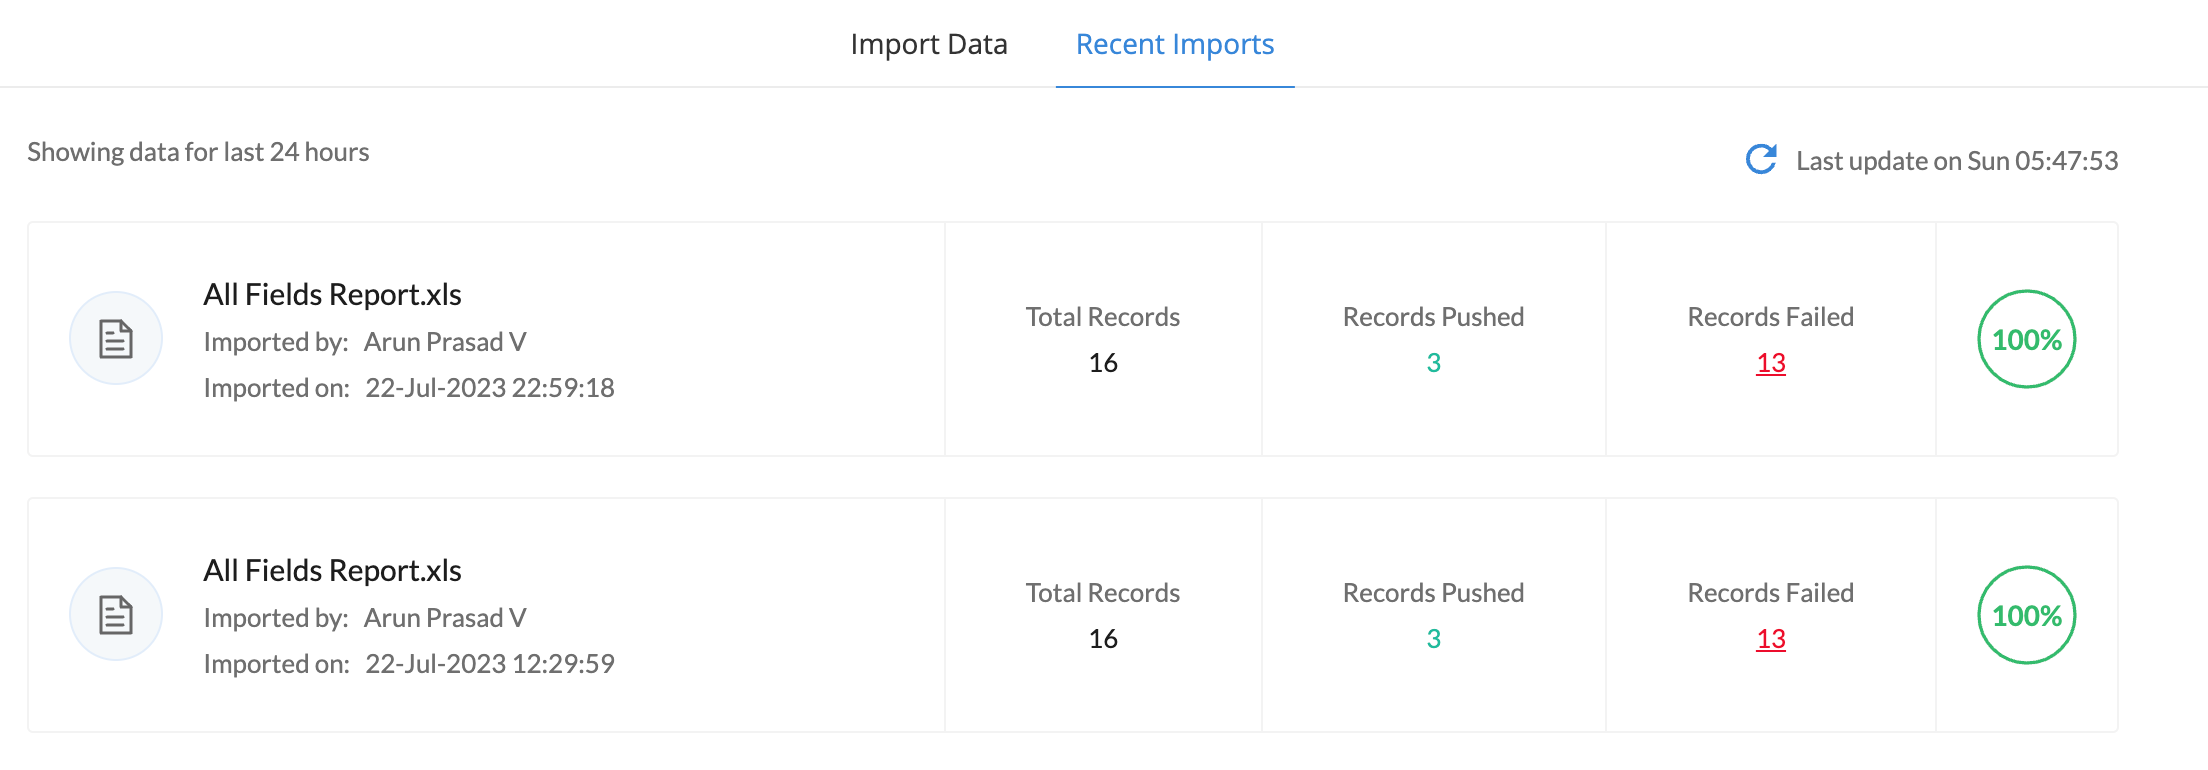 Import Data
Recent Imports
Showing data for last 24 hours
Last update on Sun 05:47:53
All Fields Report.xls
Imported by: Arun Prasad V
Imported on: 22-Jul-2023 22:59:18
Total Records
16
Records Pushed
3
Records Failed
13
100%
All Fields Report.xls
Imported by: Arun Prasad V
Imported on: 22-Jul-2023 12:29:59
Total Records
16
Records Pushed
3
Records Failed
13
100%